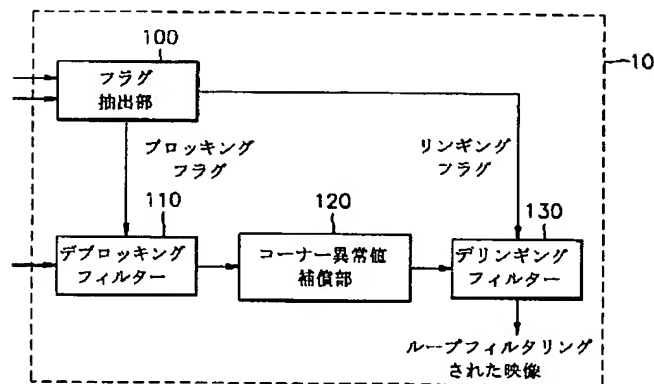 100
10
フラグ
抽出部
ブロッキング
フラグ
リンギング
フラグ
110
120
130
デブロッキング
フィルター
コーナー異常値
補償部
デリンギング
フィルター
ループフィルタリング
された映像